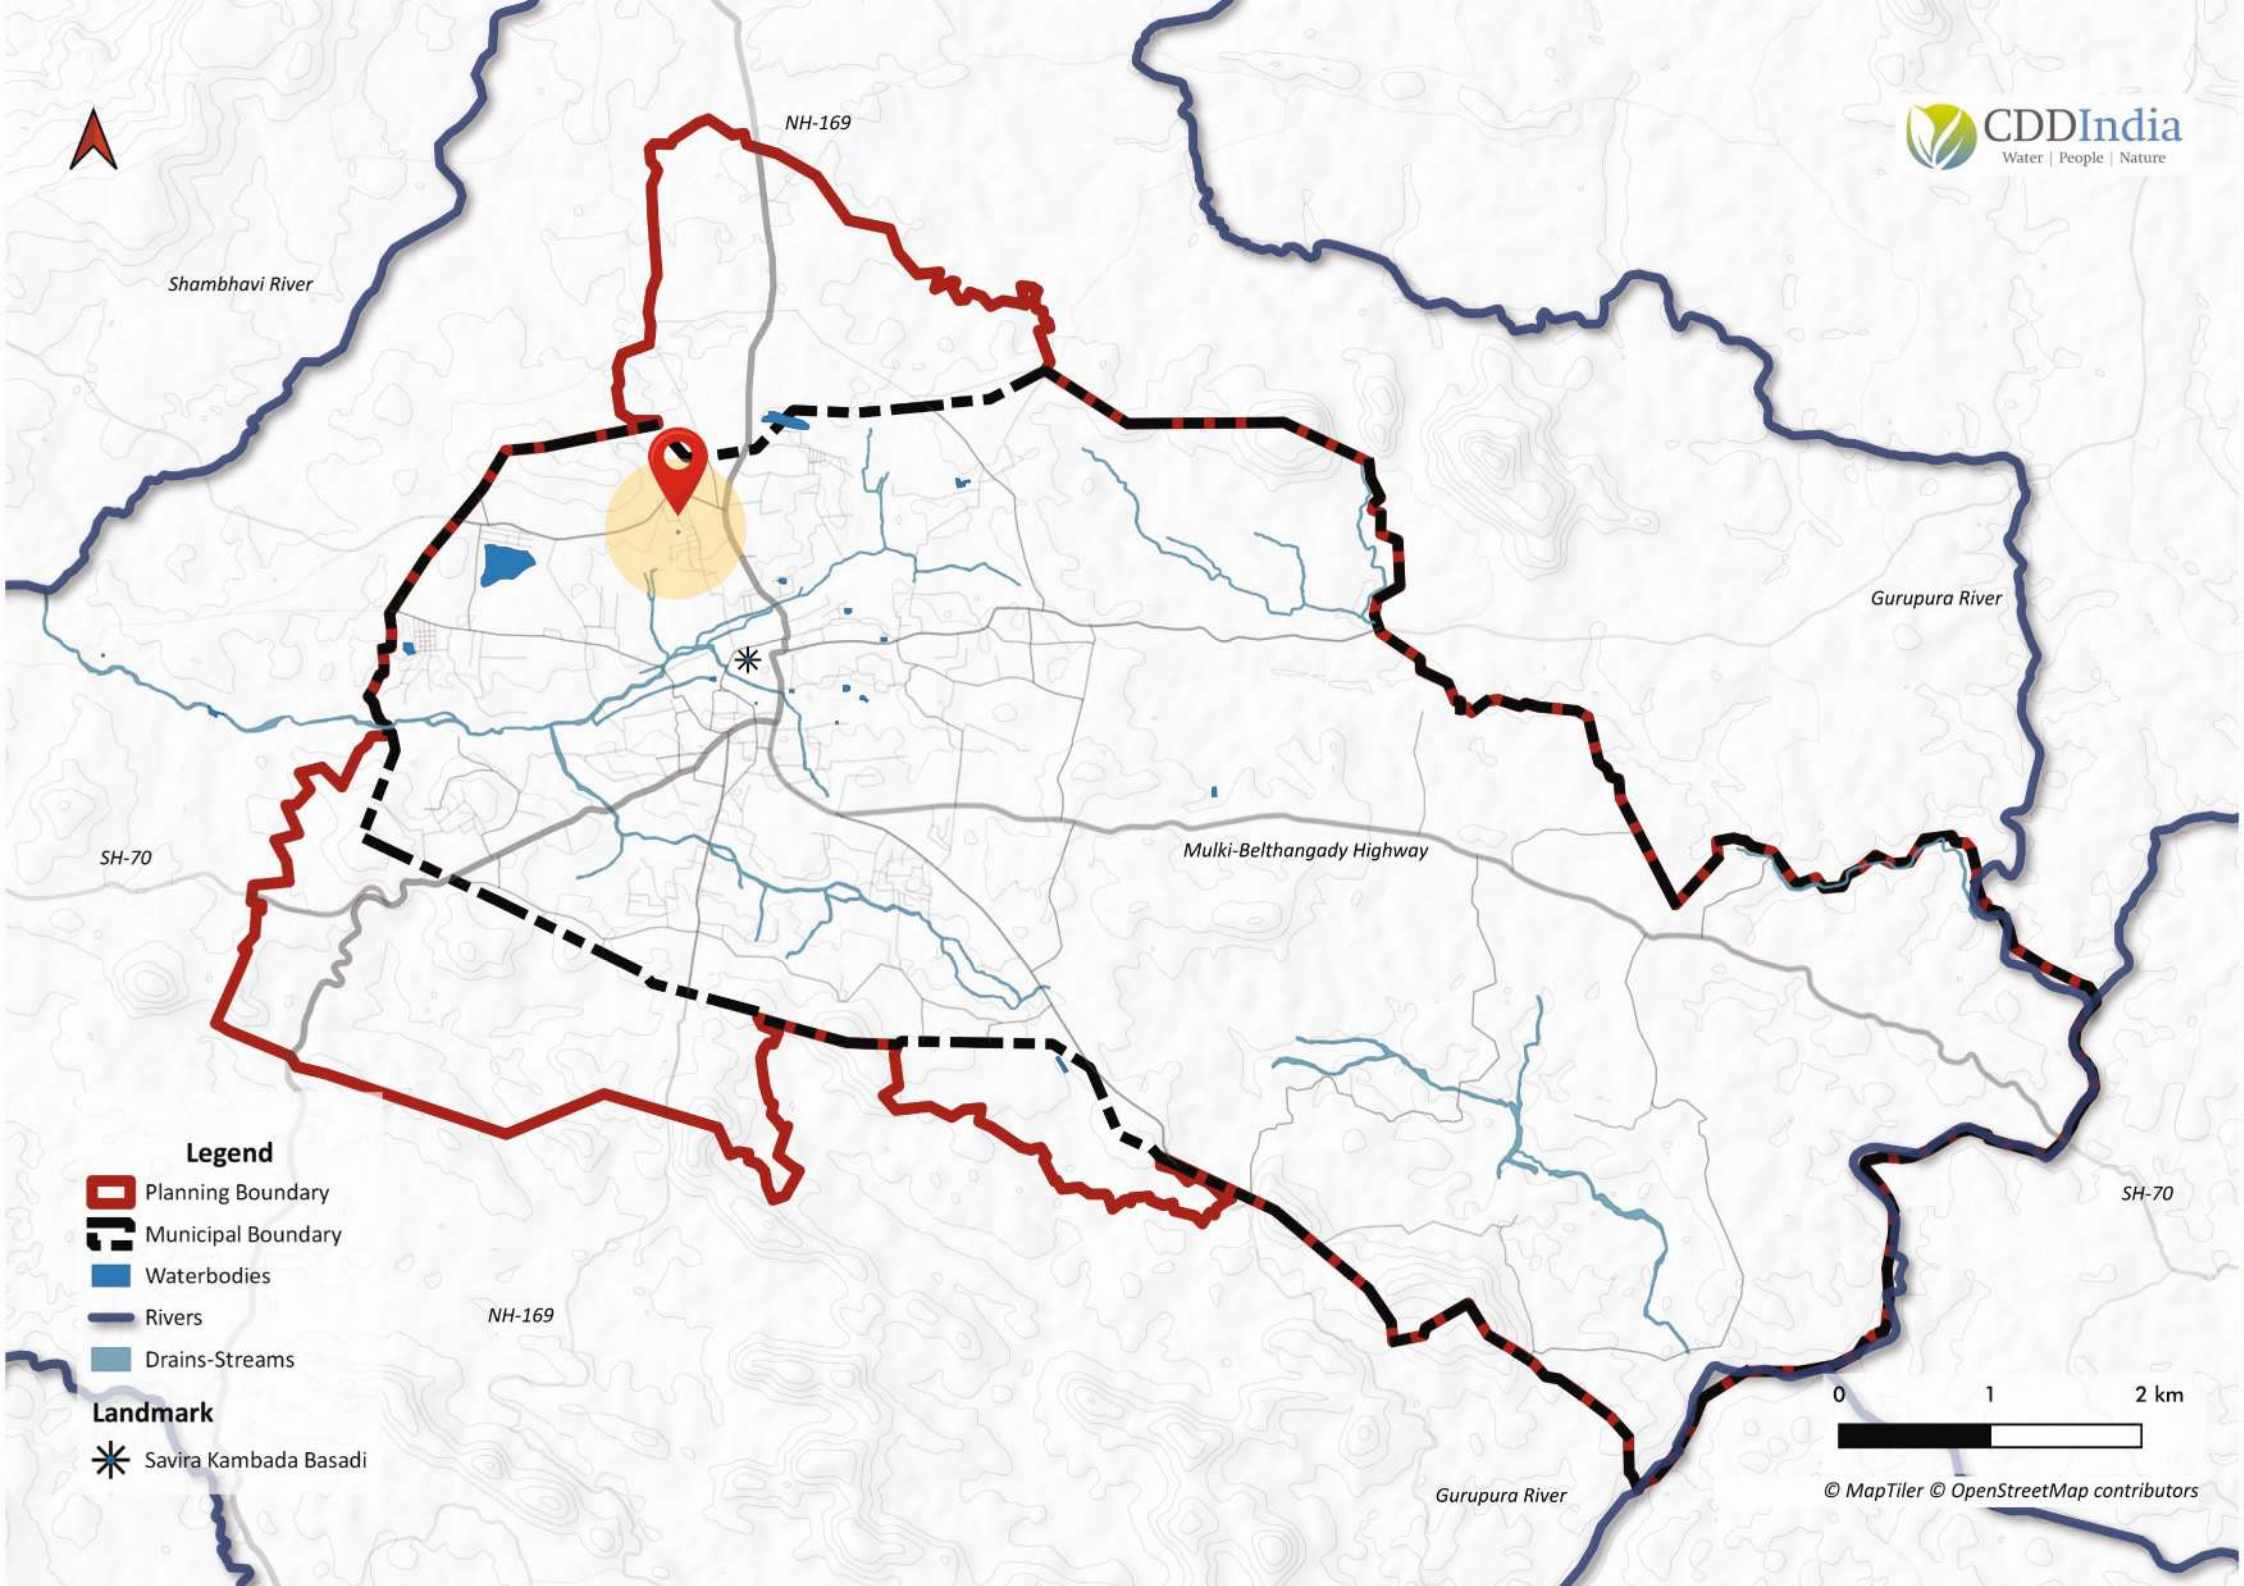 NH-169
CDDIndia
Water | People | Nature
Shambhavi River
Gurupura River
SH-70
Mulki-Belthangady Highway
Legend
Planning Boundary
Municipal Boundary
Waterbodies
Rivers
Drains-Streams
Landmark
Savira Kambada Basadi
NH-169
SH-70
0 1 2 km
Gurupura River
© MapTiler © OpenStreetMap contributors